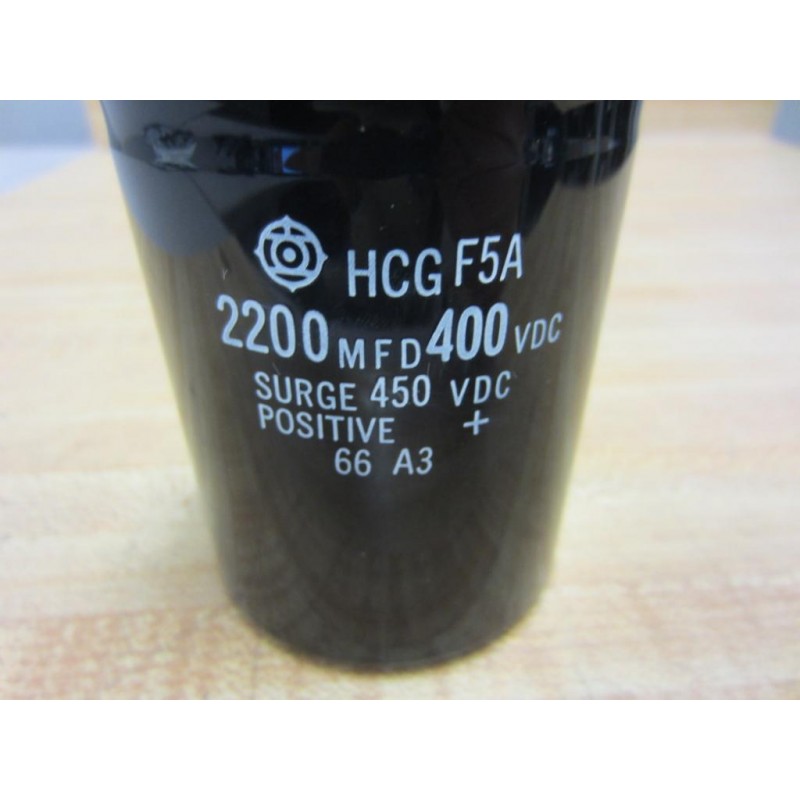 HCG F5A
2200 MFD 400 VDC
SURGE 450 VDC
POSITIVE +
66 A3